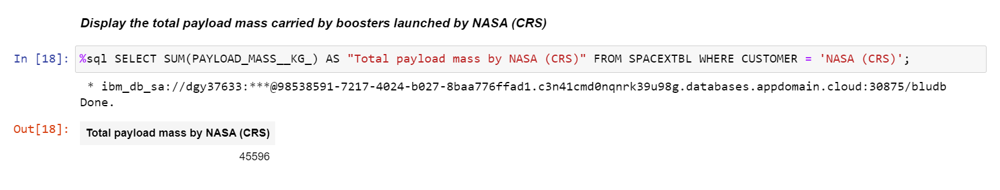 Display the total payload mass carried by boosters launched by NASA (CRS)
In [18]: %sql SELECT SUM(PAYLOAD_MASS__KG_) AS "Total payload mass by NASA (CRS)" FROM SPACEXTBL WHERE CUSTOMER = 'NASA (CRS)';
* ibm_db_sa://dgy37633:***@98538591-7217-4024-b027-8baa776ffad1.c3n41cmd0nqnrk39u98g.databases.appdomain.cloud:30875/bludb
Done.
Out[18]: Total payload mass by NASA (CRS)
45596